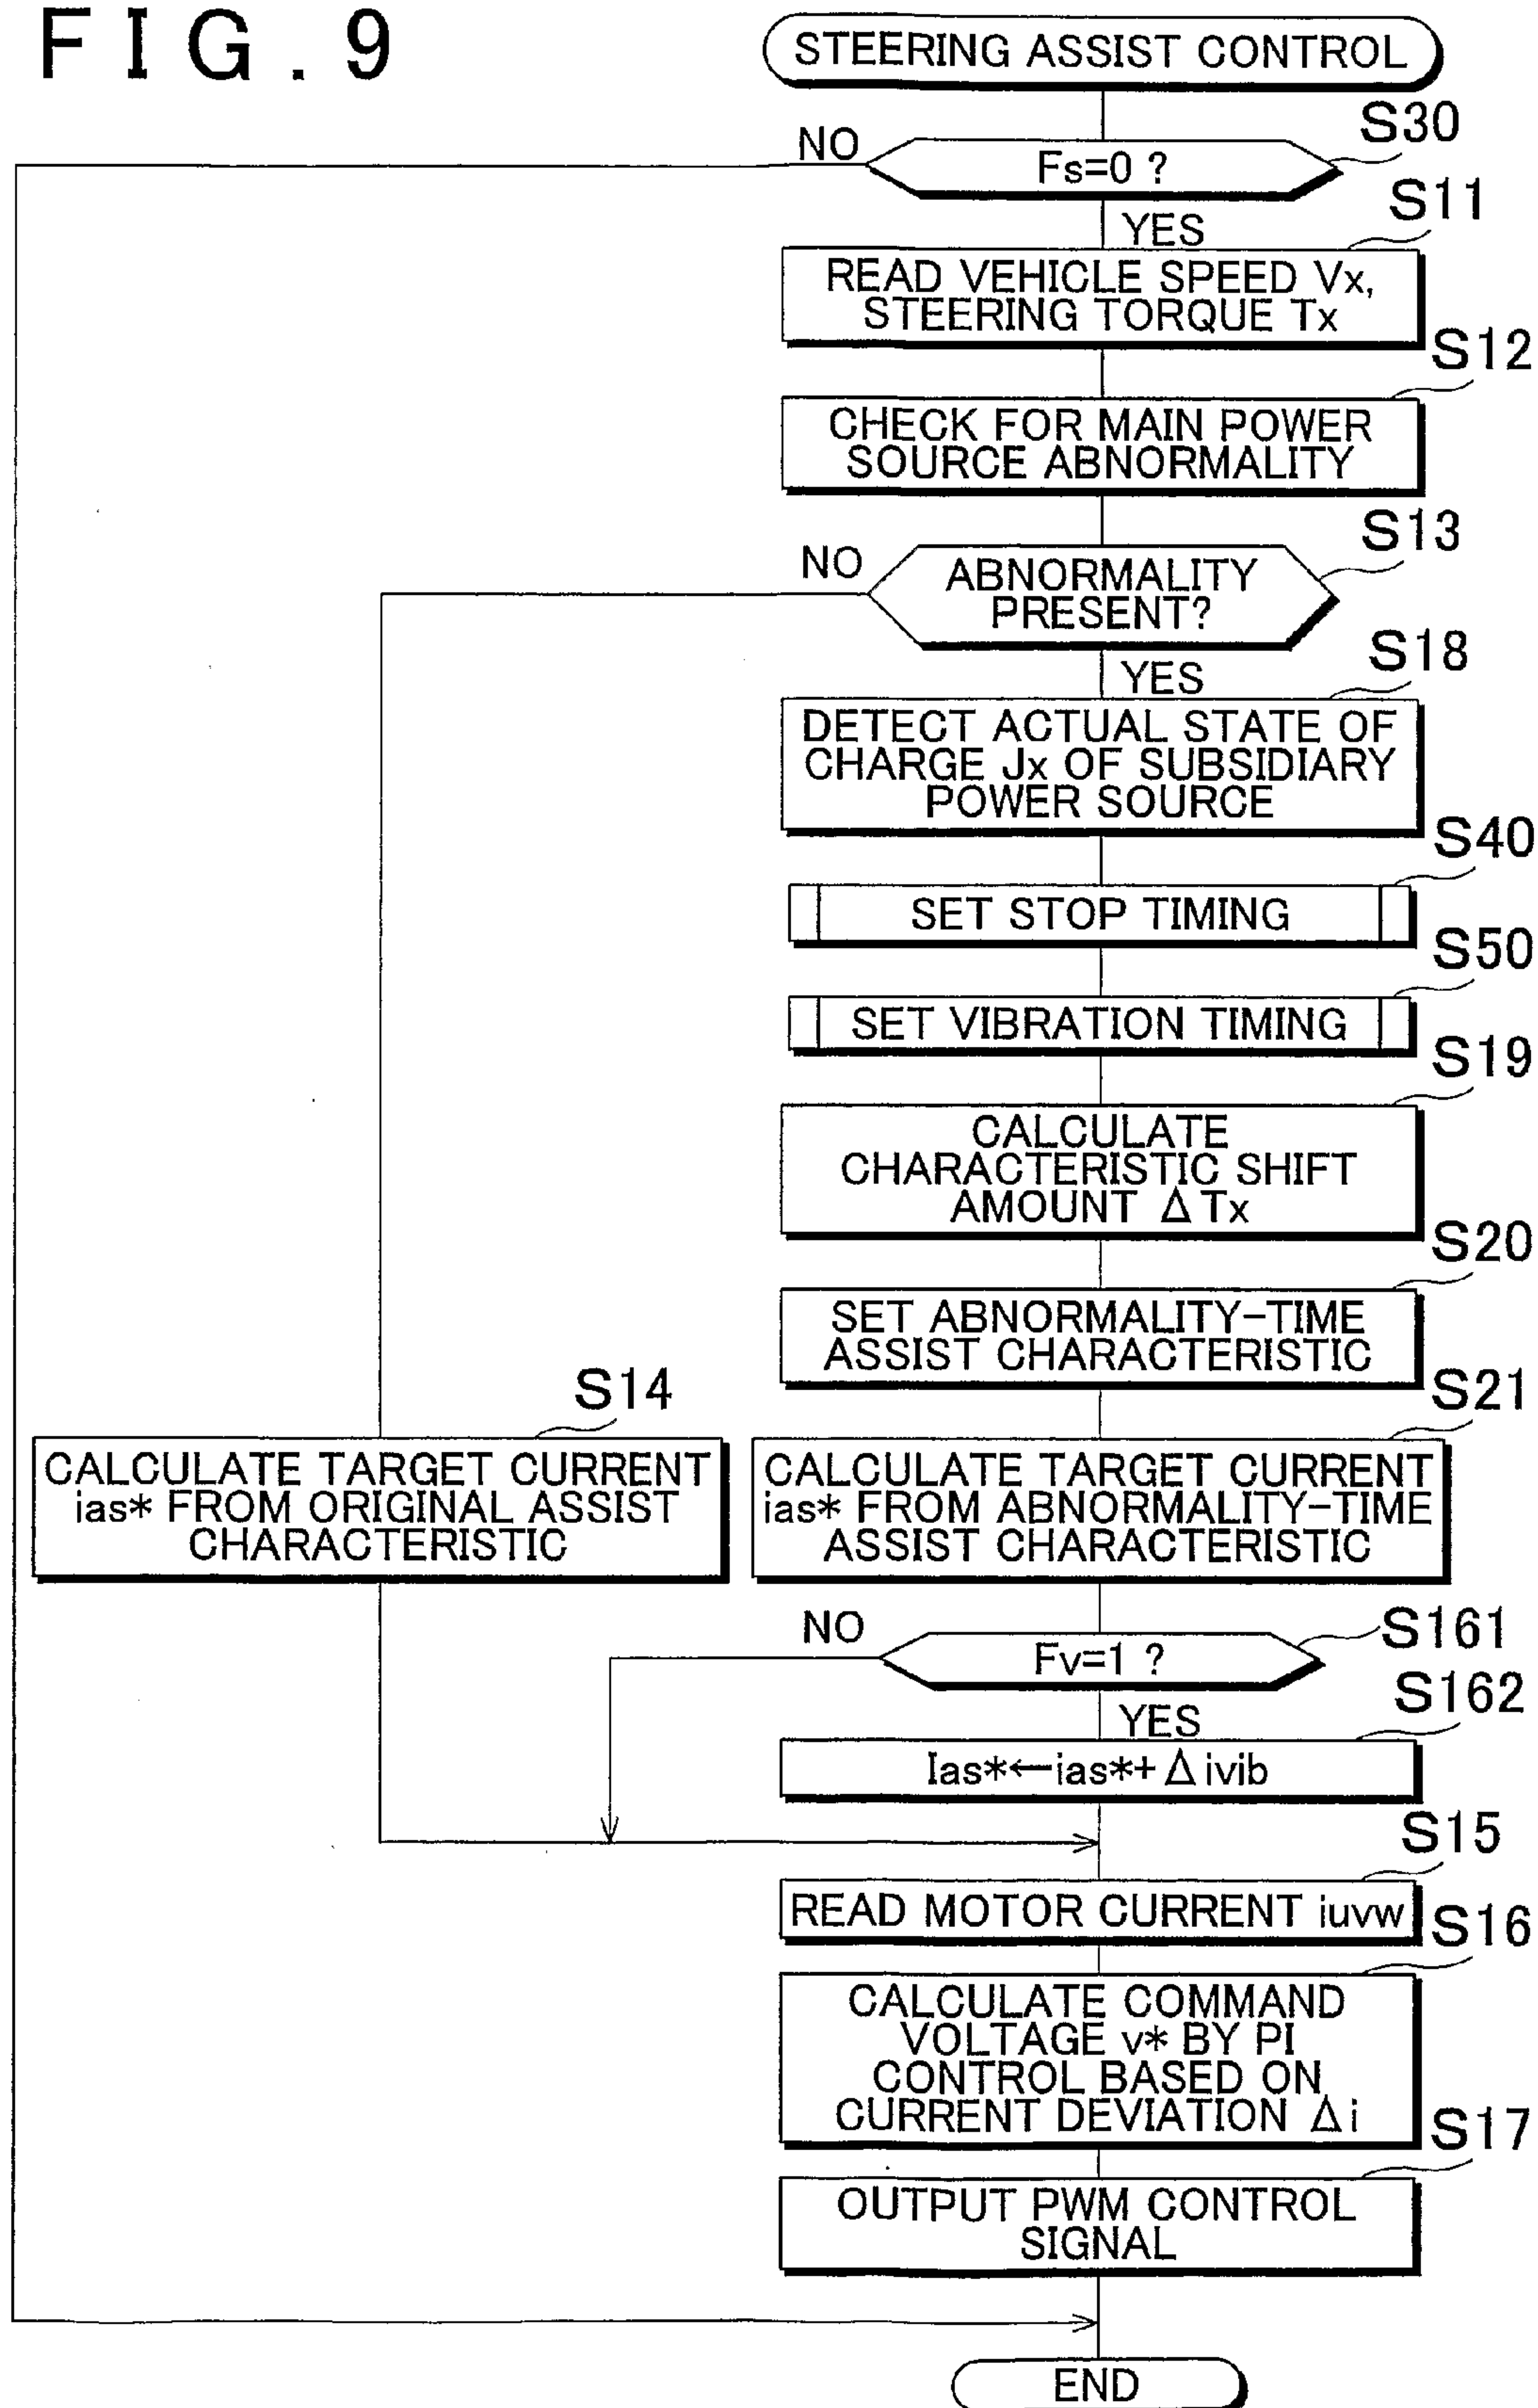 FIG.9
STEERING ASSIST CONTROL
S30
NO
Fs=0 ?
YES
S11
READ VEHICLE SPEED Vx,
STEERING TORQUE Tx
S12
CHECK FOR MAIN POWER
SOURCE ABNORMALITY
S13
NO
ABNORMALITY
PRESENT?
YES
S18
DETECT ACTUAL STATE OF
CHARGE Jx OF SUBSIDIARY
POWER SOURCE
S40
SET STOP TIMING
S50
SET VIBRATION TIMING
S19
CALCULATE
CHARACTERISTIC SHIFT
AMOUNT ΔTx
S20
SET ABNORMALITY-TIME
ASSIST CHARACTERISTIC
S14
CALCULATE TARGET CURRENT
ias* FROM ORIGINAL ASSIST
CHARACTERISTIC
S21
CALCULATE TARGET CURRENT
ias* FROM ABNORMALITY-TIME
ASSIST CHARACTERISTIC
S161
NO
Fv=1 ?
YES
S162
Ias*←ias*+Δivib
S15
READ MOTOR CURRENT iuvw
S16
CALCULATE COMMAND
VOLTAGE v* BY PI
CONTROL BASED ON
CURRENT DEVIATION Δi
S17
OUTPUT PWM CONTROL
SIGNAL
END